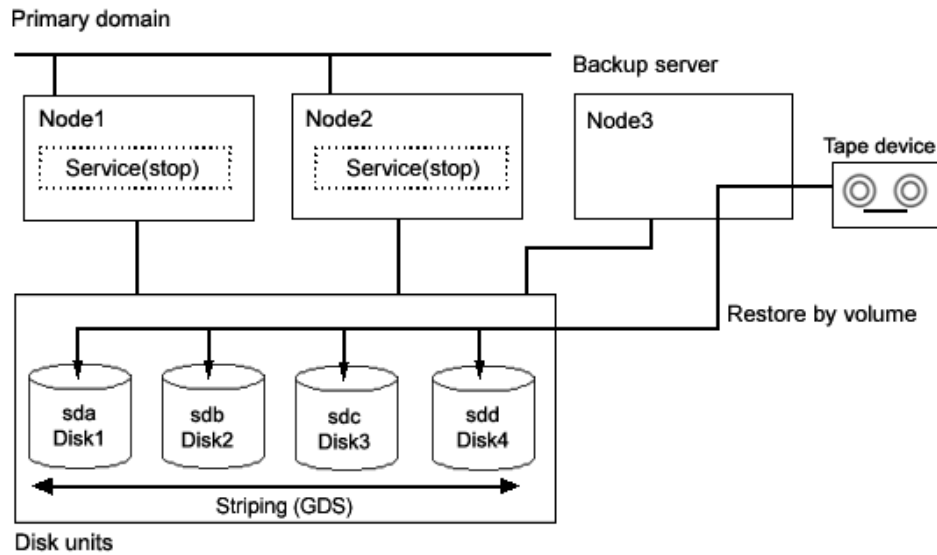 Primary domain
Backup server
Node1
Node2
Node3
Service(stop)
Service(stop)
Tape device
Restore by volume
sda
Disk1
sdb
Disk2
sdc
Disk3
sdd
Disk4
Striping (GDS)
Disk units